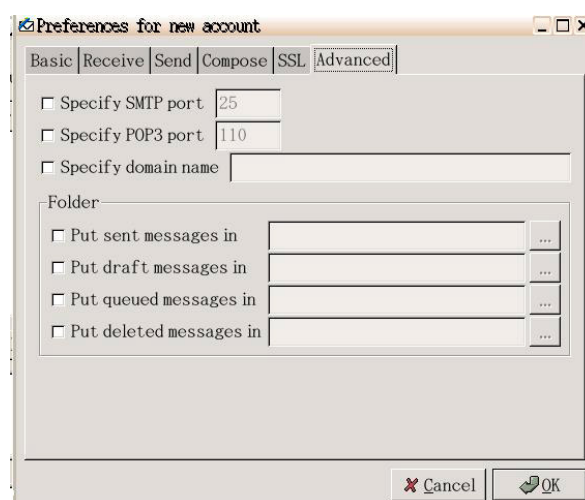 Preferences for new account
Basic Receive Send Compose SSL Advanced
Specify SMTP port 25
Specify POP3 port 110
Specify domain name
Folder
Put sent messages in ...
Put draft messages in ...
Put queued messages in ...
Put deleted messages in ...
Cancel OK